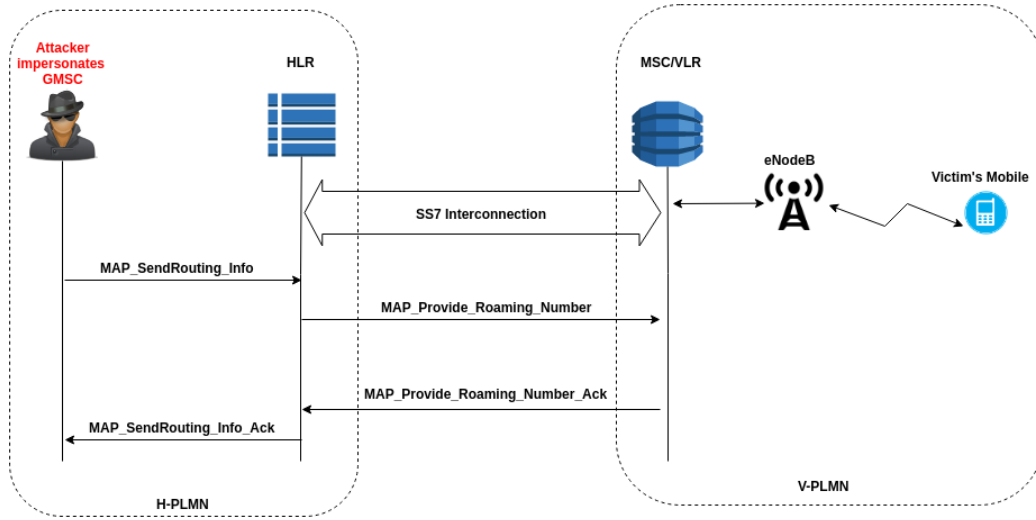 Attacker
impersonates
GMSC
HLR
MSC/VLR
eNodeB
Victim's Mobile
SS7 Interconnection
MAP_SendRouting_Info
MAP_Provide_Roaming_Number
MAP_Provide_Roaming_Number_Ack
MAP_SendRouting_Info_Ack
H-PLMN
V-PLMN